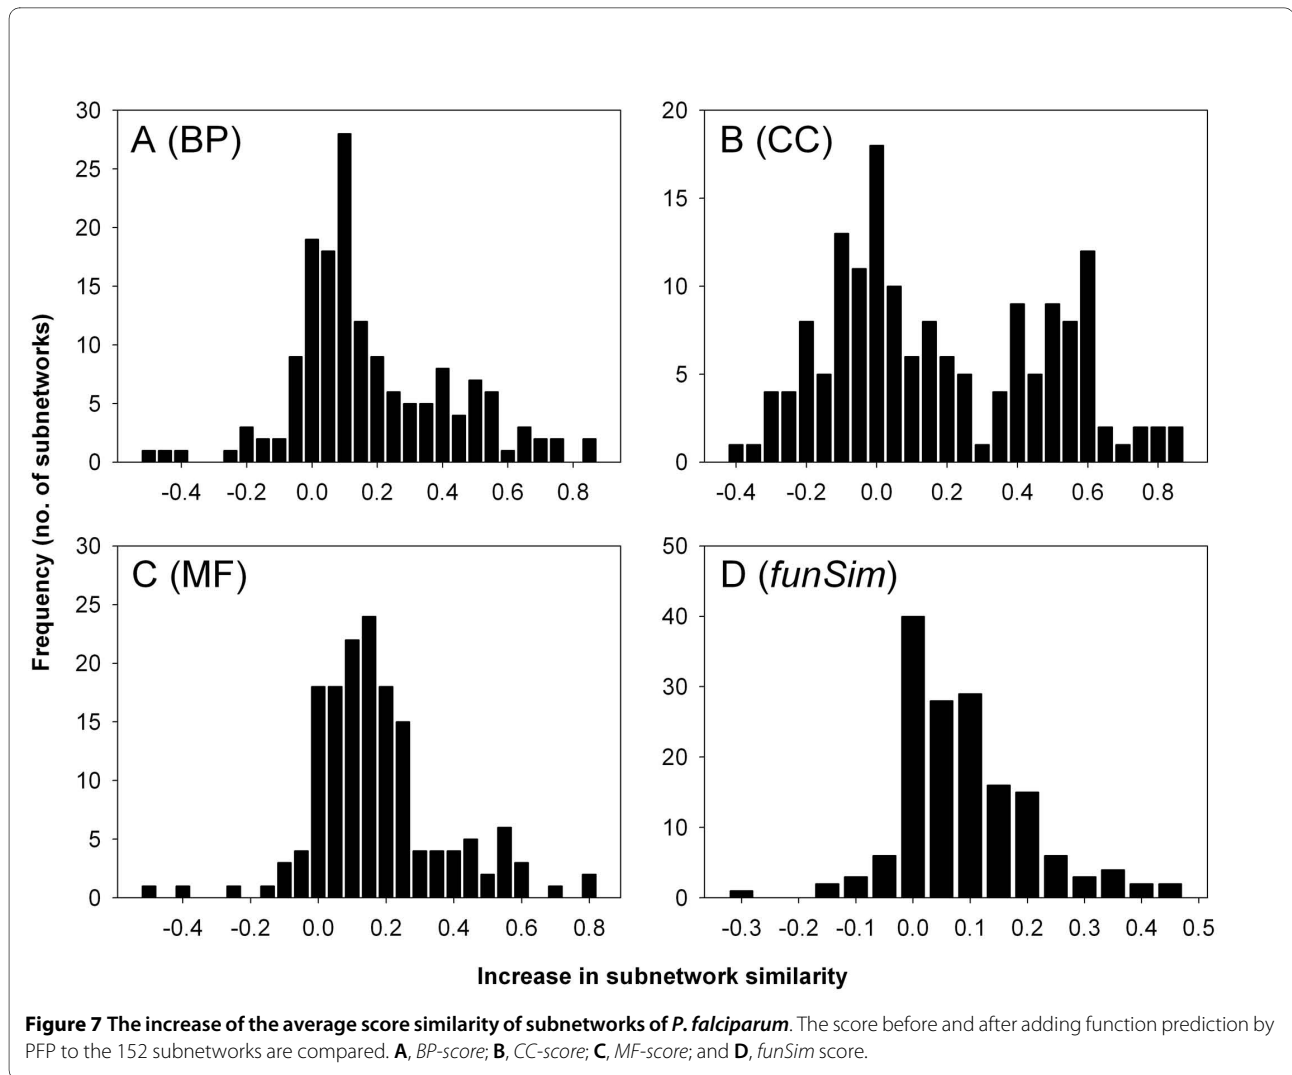 30
25
20
15
10
5
0
A (BP)
-0.4 -0.2 0.0 0.2 0.4 0.6 0.8
20
15
10
5
0
B (CC)
-0.4 -0.2 0.0 0.2 0.4 0.6 0.8
Frequency (no. of subnetworks)
30
25
20
15
10
5
0
C (MF)
-0.4 -0.2 0.0 0.2 0.4 0.6 0.8
50
40
30
20
10
0
D (funSim)
-0.3 -0.2 -0.1 0.0 0.1 0.2 0.3 0.4 0.5
Increase in subnetwork similarity
Figure 7 The increase of the average score similarity of subnetworks of P. falciparum. The score before and after adding function prediction by
PFP to the 152 subnetworks are compared. A, BP-score; B, CC-score; C, MF-score; and D, funSim score.